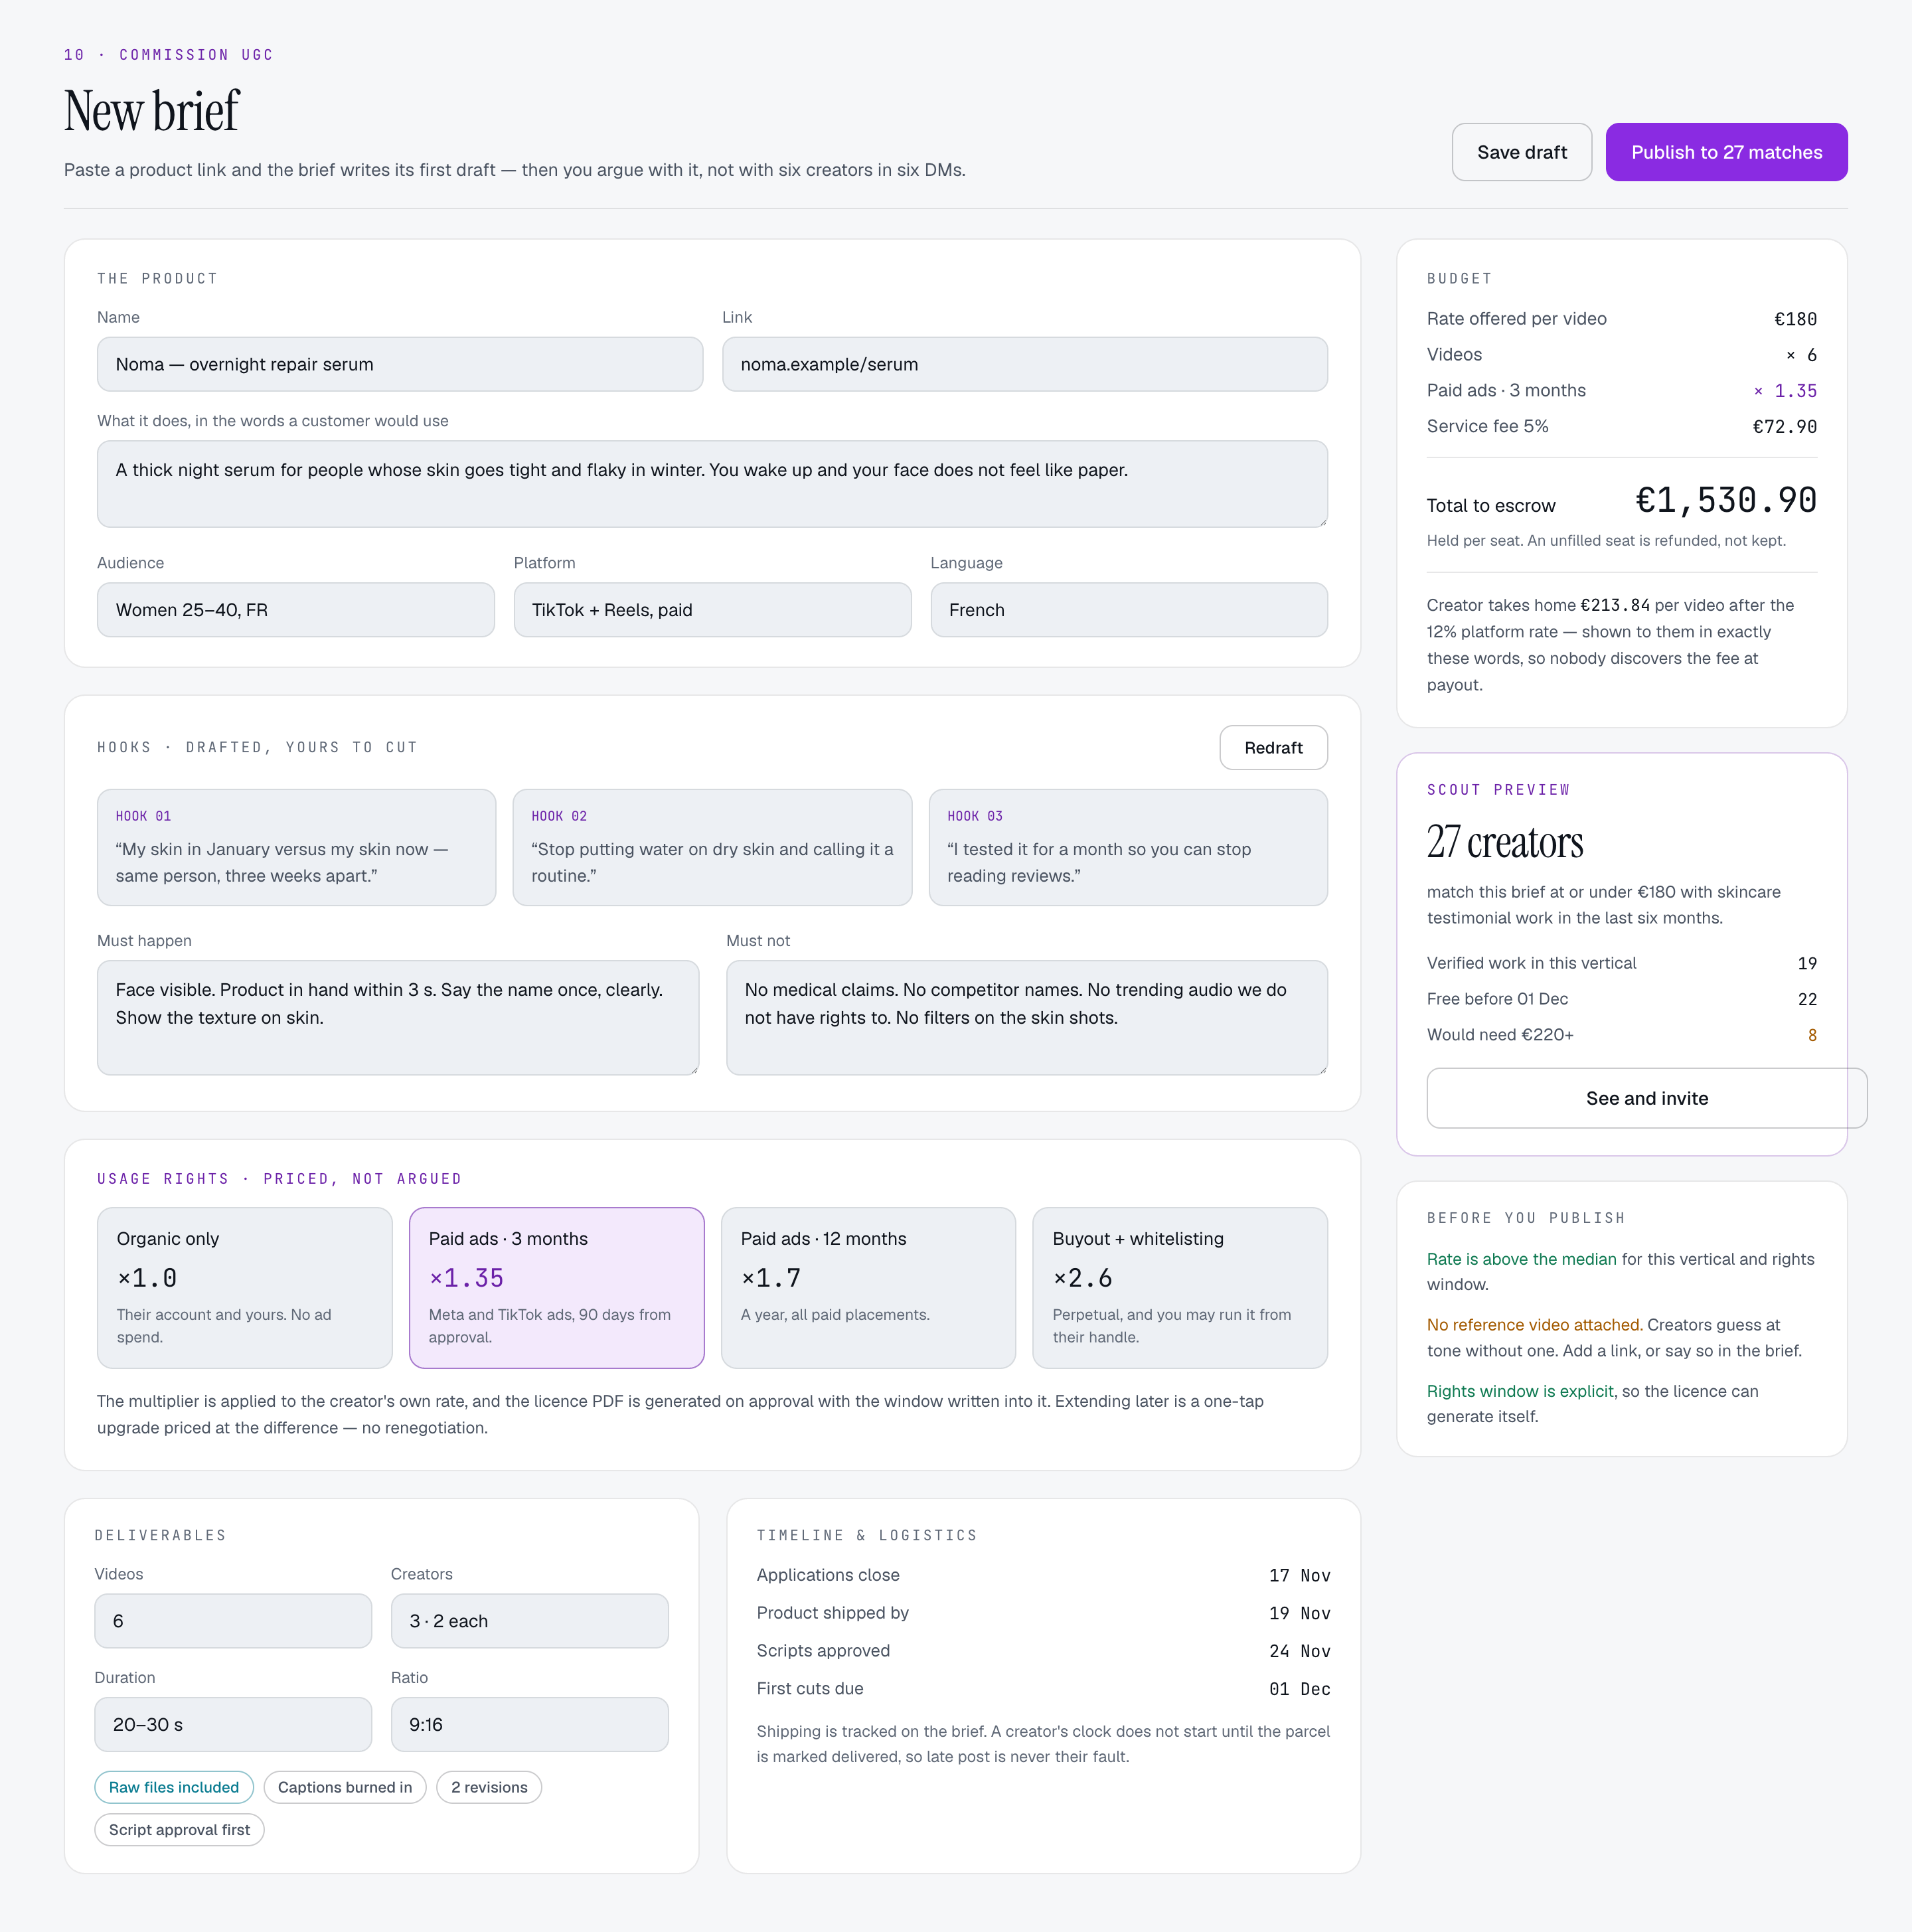 10 · COMMISSION UGC
New brief
Paste a product link and the brief writes its first draft — then you argue with it, not with six creators in six DMs.
Save draft
Publish to 27 matches
THE PRODUCT
Name
Link
Noma — overnight repair serum
noma.example/serum
What it does, in the words a customer would use
A thick night serum for people whose skin goes tight and flaky in winter. You wake up and your face does not feel like paper.
Audience
Platform
Language
Women 25–40, FR
TikTok + Reels, paid
French
HOOKS · DRAFTED, YOURS TO CUT
Redraft
HOOK 01
“My skin in January versus my skin now —
same person, three weeks apart.”
HOOK 02
“Stop putting water on dry skin and calling it a
routine.”
HOOK 03
“I tested it for a month so you can stop
reading reviews.”
Must happen
Face visible. Product in hand within 3 s. Say the name once, clearly.
Show the texture on skin.
Must not
No medical claims. No competitor names. No trending audio we do
not have rights to. No filters on the skin shots.
USAGE RIGHTS · PRICED, NOT ARGUED
Organic only
×1.0
Their account and yours. No ad
spend.
Paid ads · 3 months
×1.35
Meta and TikTok ads, 90 days from
approval.
Paid ads · 12 months
×1.7
A year, all paid placements.
Buyout + whitelisting
×2.6
Perpetual, and you may run it from
their handle.
The multiplier is applied to the creator's own rate, and the licence PDF is generated on approval with the window written into it. Extending later is a one-tap
upgrade priced at the difference — no renegotiation.
DELIVERABLES
Videos
Creators
6
3 · 2 each
Duration
Ratio
20–30 s
9:16
Raw files included
Captions burned in
2 revisions
Script approval first
TIMELINE & LOGISTICS
Applications close 17 Nov
Product shipped by 19 Nov
Scripts approved 24 Nov
First cuts due 01 Dec
Shipping is tracked on the brief. A creator's clock does not start until the parcel
is marked delivered, so late post is never their fault.
BUDGET
Rate offered per video €180
Videos × 6
Paid ads · 3 months × 1.35
Service fee 5% €72.90
Total to escrow €1,530.90
Held per seat. An unfilled seat is refunded, not kept.
Creator takes home €213.84 per video after the
12% platform rate — shown to them in exactly
these words, so nobody discovers the fee at
payout.
SCOUT PREVIEW
27 creators
match this brief at or under €180 with skincare
testimonial work in the last six months.
Verified work in this vertical 19
Free before 01 Dec 22
Would need €220+ 8
See and invite
BEFORE YOU PUBLISH
Rate is above the median for this vertical and rights
window.
No reference video attached. Creators guess at
tone without one. Add a link, or say so in the brief.
Rights window is explicit, so the licence can
generate itself.